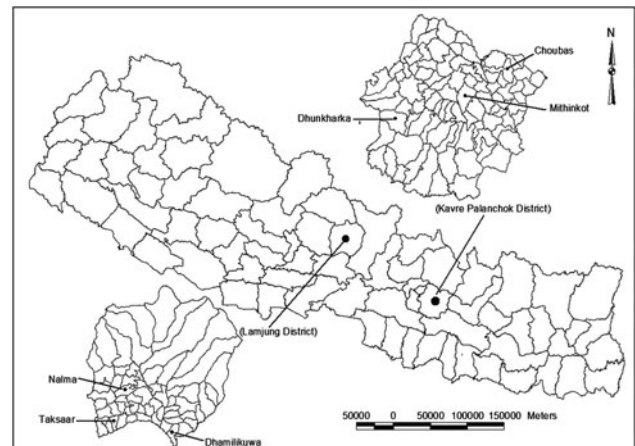 N
Choubas
Mithinkot
Dhunkharka
(Kavre Palanchok District)
(Lamjung District)
Nalma
Taksaar
Dhamilikuwa
50000 0 50000 100000 150000 Meters